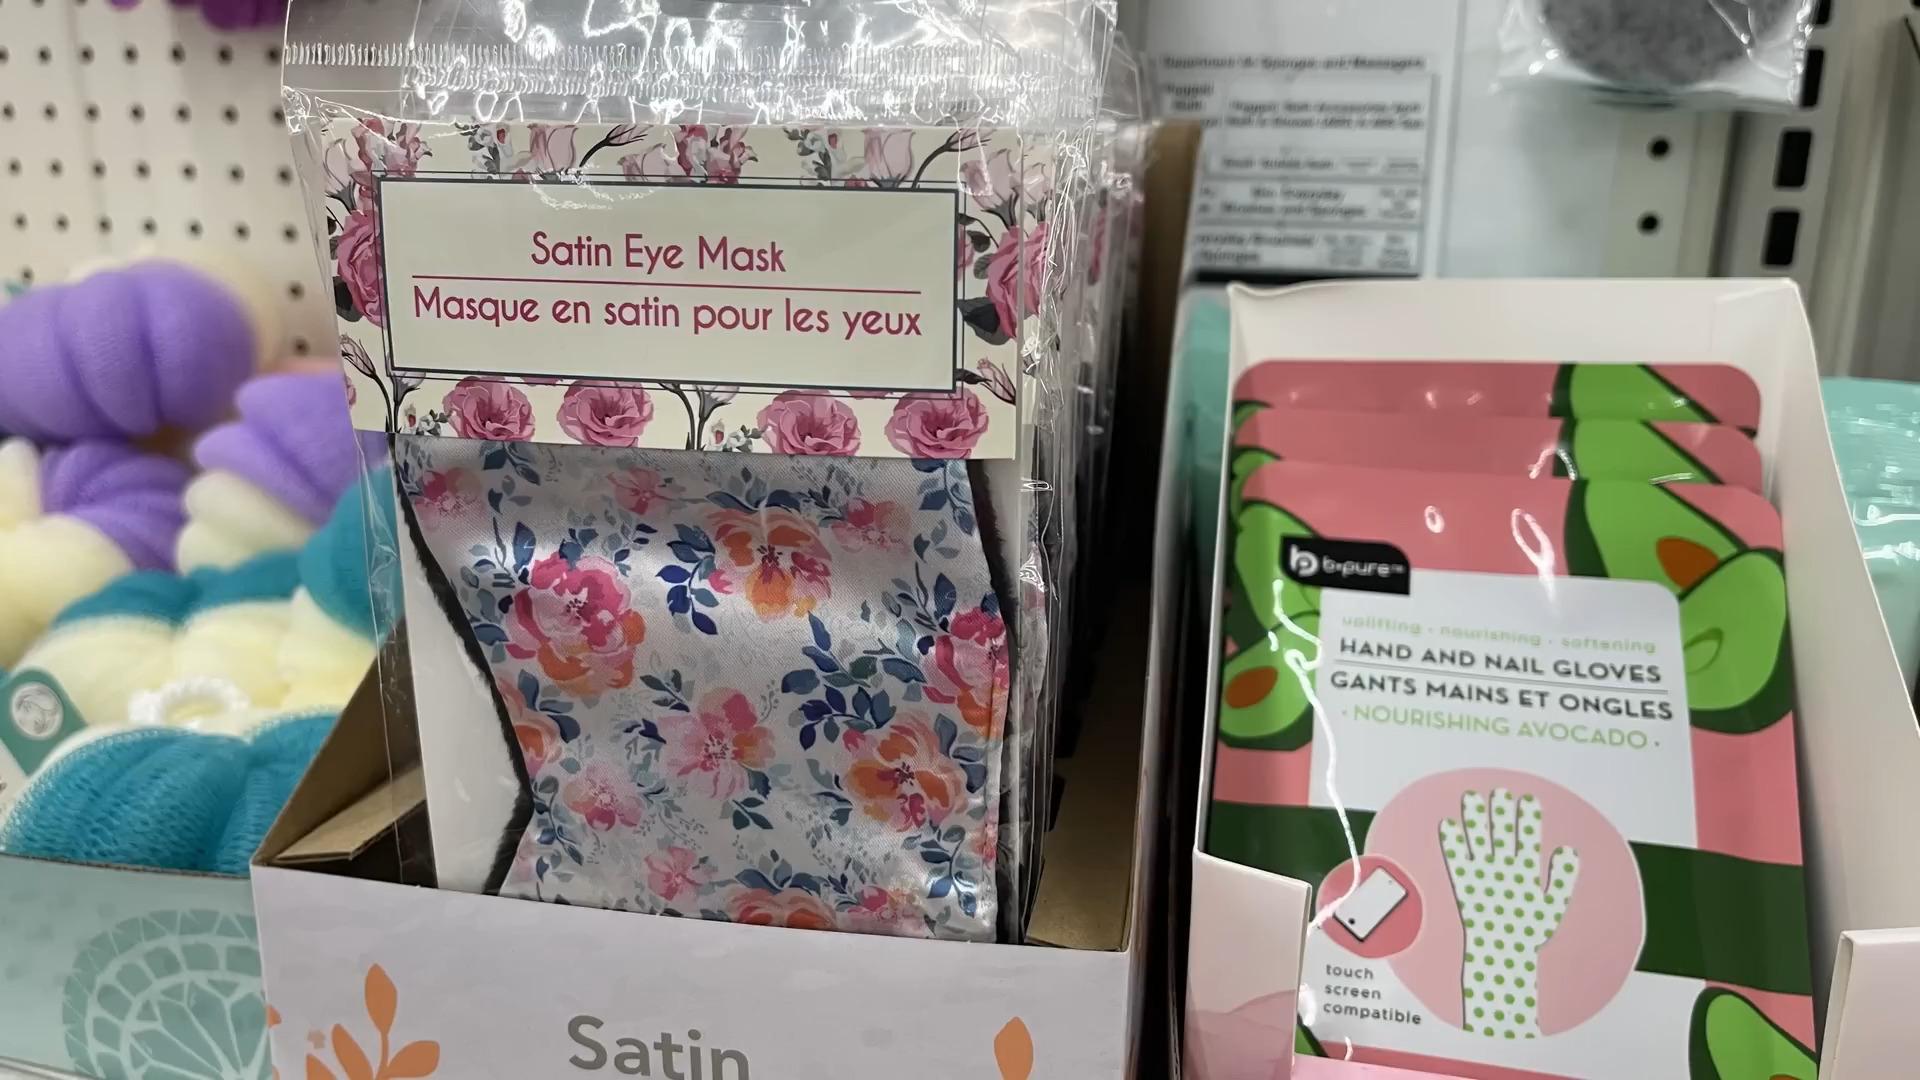 Satin Eye Mask
Masque en satin pour les yeux
Satin
b•pure™
uplifting • nourishing • softening
HAND AND NAIL GLOVES
GANTS MAINS ET ONGLES
• NOURISHING AVOCADO •
touch
screen
compatible